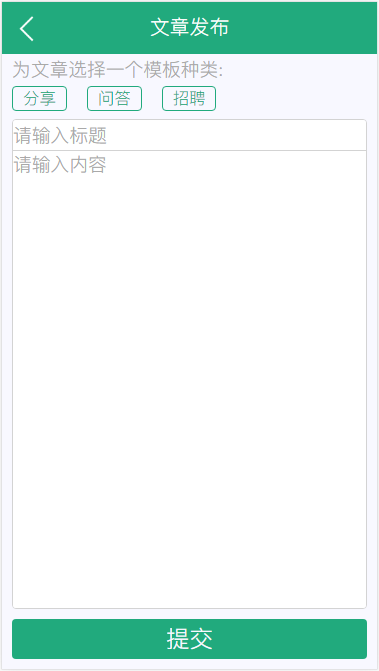 文章发布
为文章选择一个模板种类:
分享 问答 招聘
请输入标题
请输入内容
提交